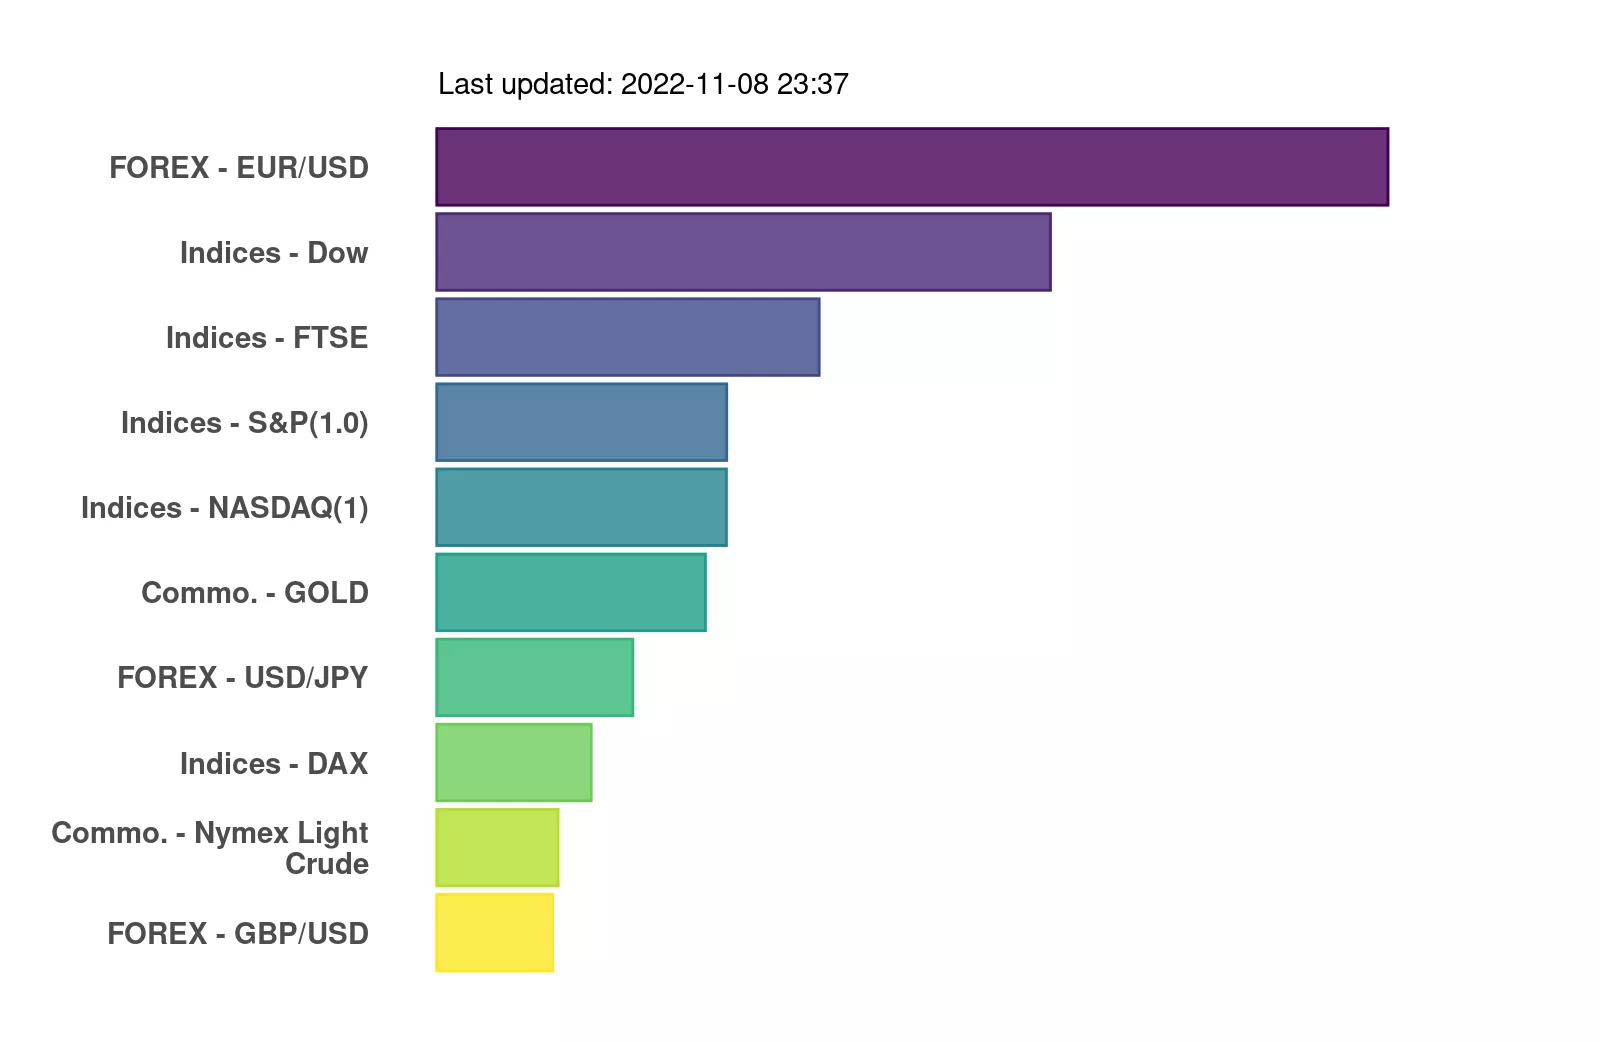 Last updated: 2022-11-08 23:37
FOREX - EUR/USD
Indices - Dow
Indices - FTSE
Indices - S&P(1.0)
Indices - NASDAQ(1)
Commo. - GOLD
FOREX - USD/JPY
Indices - DAX
Commo. - Nymex Light
Crude
FOREX - GBP/USD